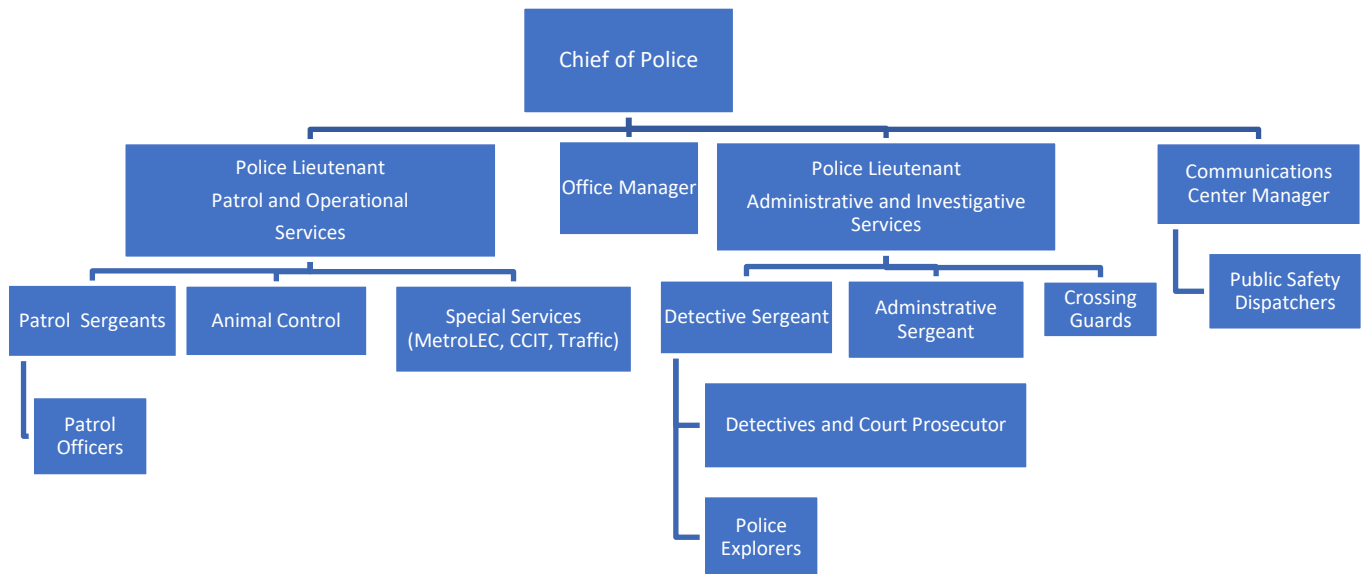 Chief of Police
Police Lieutenant
Patrol and Operational
Services
Office Manager
Police Lieutenant
Administrative and Investigative
Services
Communications
Center Manager
Patrol Sergeants
Animal Control
Special Services
(MetroLEC, CCIT, Traffic)
Detective Sergeant
Adminstrative
Sergeant
Crossing
Guards
Public Safety
Dispatchers
Patrol
Officers
Detectives and Court Prosecutor
Police
Explorers